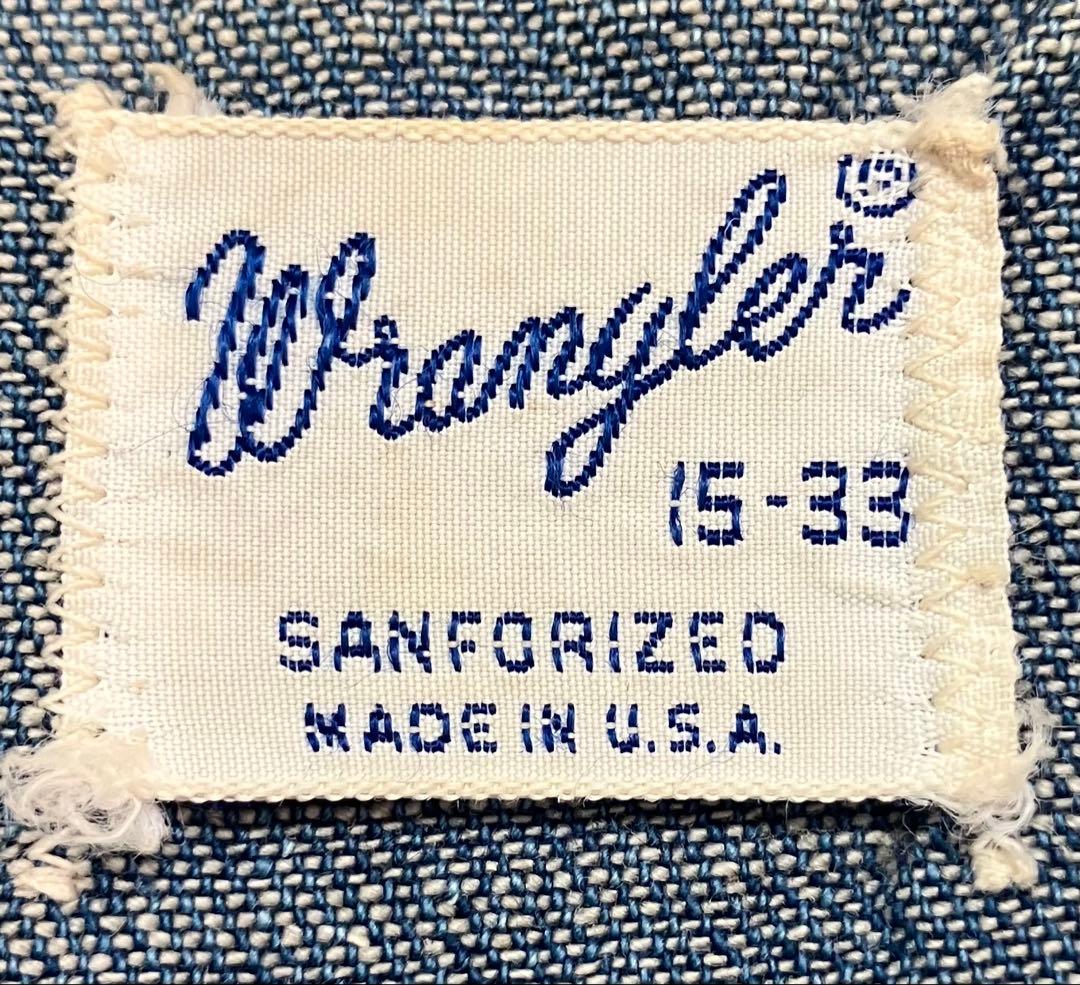 Wrangler®
15-33
SANFORIZED
MADE IN U.S.A.